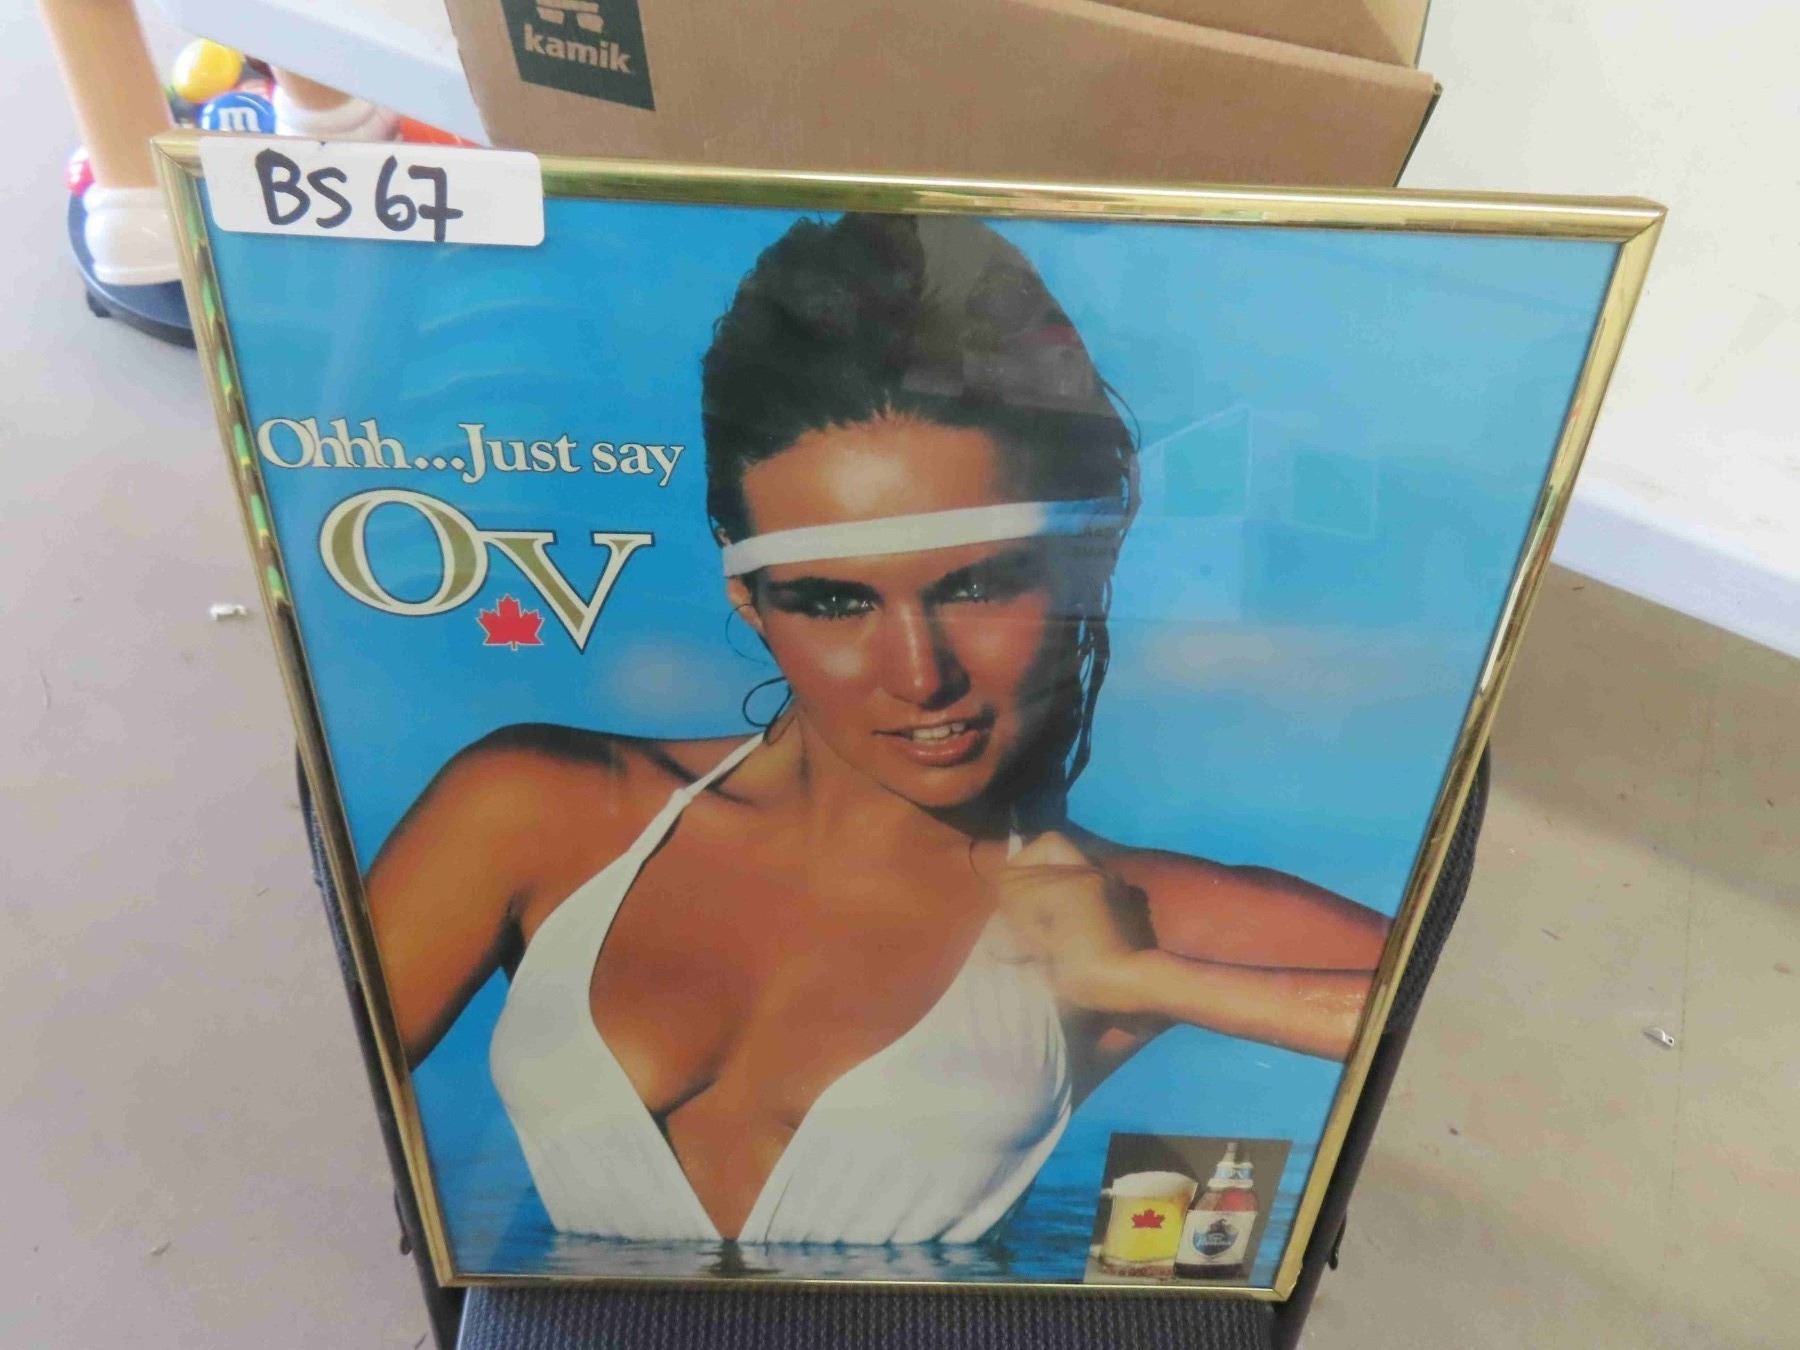 kamik
m
BS 67
Ohhh...Just say
OV